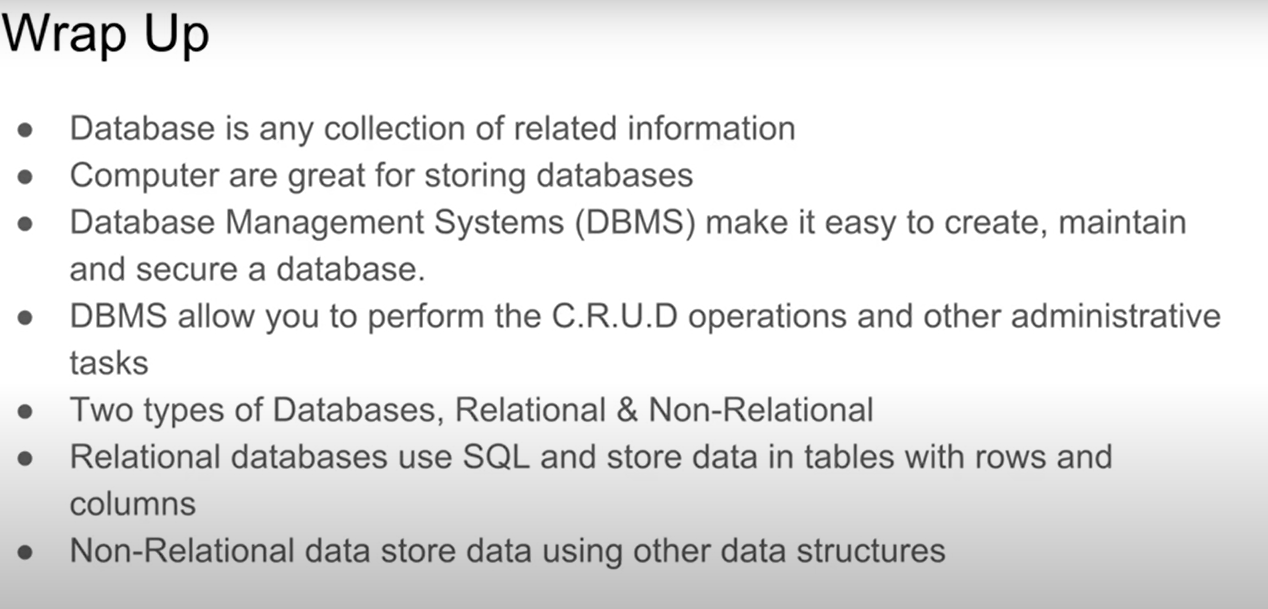 Wrap Up
● Database is any collection of related information
● Computer are great for storing databases
● Database Management Systems (DBMS) make it easy to create, maintain
and secure a database.
● DBMS allow you to perform the C.R.U.D operations and other administrative
tasks
● Two types of Databases, Relational & Non-Relational
● Relational databases use SQL and store data in tables with rows and
columns
● Non-Relational data store data using other data structures